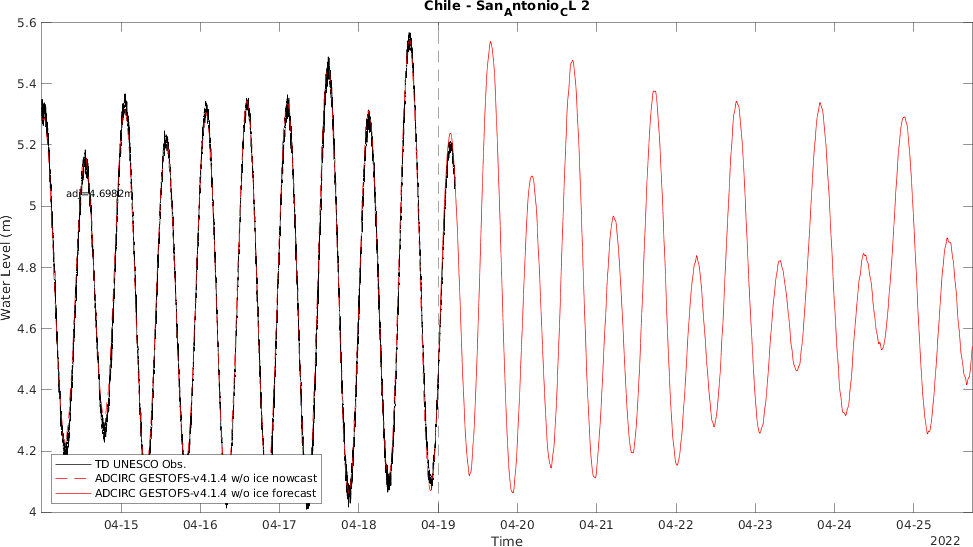 Chile - SanAntonioCL 2
5.6
5.4
5.2
5
4.8
4.6
4.4
4.2
4
Water Level (m)
adj=4.6982m
TD UNESCO Obs.
ADCIRC GESTOFS-v4.1.4 w/o ice nowcast
ADCIRC GESTOFS-v4.1.4 w/o ice forecast
04-15 04-16 04-17 04-18 04-19 04-20 04-21 04-22 04-23 04-24 04-25
Time
2022